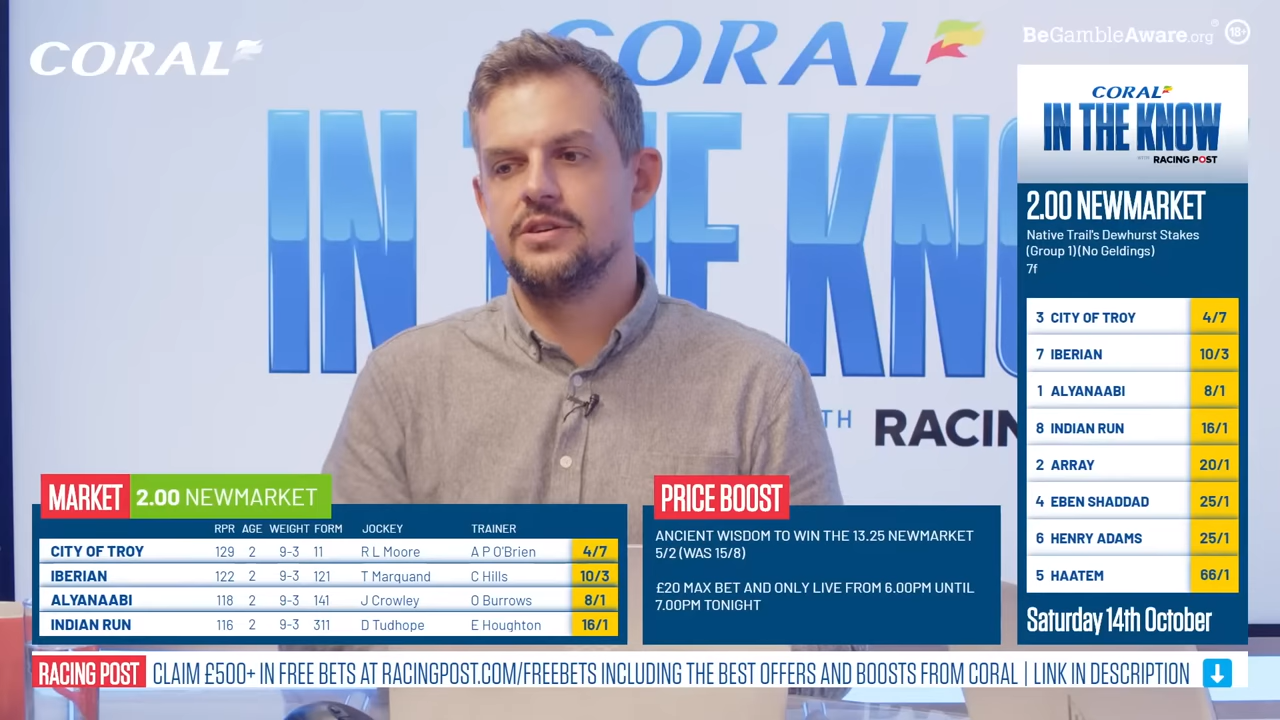 CORAL
CORAL
BeGambleAware.org 18+
IN THE KNO
TH RACIN
CORAL
IN THE KNOW
WITH RACING POST
2.00 NEWMARKET
Native Trail's Dewhurst Stakes
(Group 1)(No Geldings)
7f
3 CITY OF TROY 4/7
7 IBERIAN 10/3
1 ALYANAABI 8/1
8 INDIAN RUN 16/1
2 ARRAY 20/1
4 EBEN SHADDAD 25/1
6 HENRY ADAMS 25/1
5 HAATEM 66/1
Saturday 14th October
MARKET 2.00 NEWMARKET
RPR AGE WEIGHT FORM JOCKEY TRAINER
CITY OF TROY 129 2 9-3 11 R L Moore A P O'Brien 4/7
IBERIAN 122 2 9-3 121 T Marquand C Hills 10/3
ALYANAABI 118 2 9-3 141 J Crowley O Burrows 8/1
INDIAN RUN 116 2 9-3 311 D Tudhope E Houghton 16/1
PRICE BOOST
ANCIENT WISDOM TO WIN THE 13.25 NEWMARKET
5/2 (WAS 15/8)
£20 MAX BET AND ONLY LIVE FROM 6.00PM UNTIL
7.00PM TONIGHT
RACING POST CLAIM £500+ IN FREE BETS AT RACINGPOST.COM/FREEBETS INCLUDING THE BEST OFFERS AND BOOSTS FROM CORAL | LINK IN DESCRIPTION